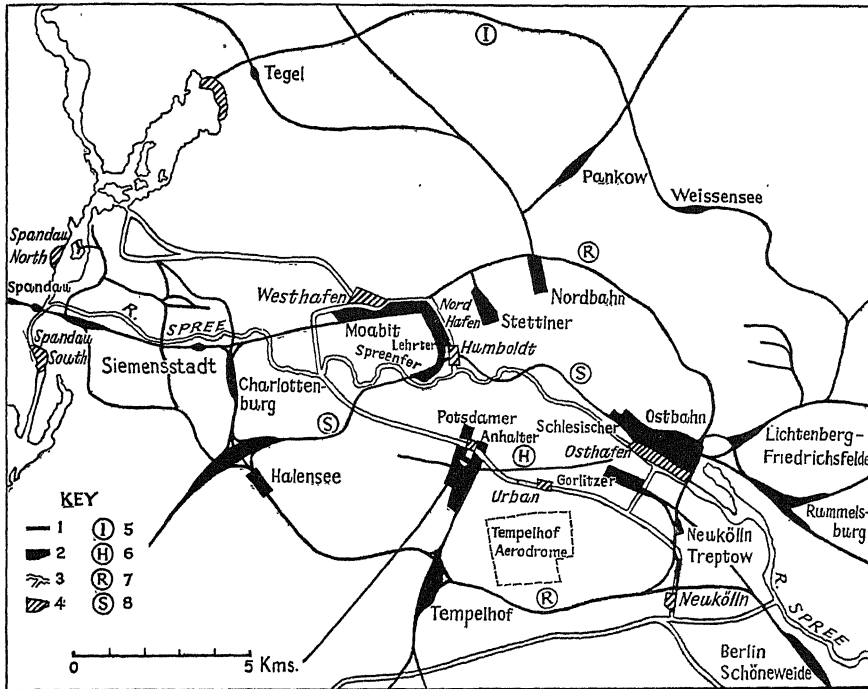 I
Tegel
Pankow
Weissensee
Spandau
North
Spandau
R. SPREE
Spandau
South
Siemensstadt
Westhafen
Moabit
Lehrter
Spreenfer
Nord
Hafen
Humboldt
Stettiner
Nordbahn
R
S
Charlotten-
burg
S
Halensee
Potsdamer
Anhalter
H
Schlesischer
Osthafen
Ostbahn
Gorlitzer
Urban
Lichtenberg-
Friedrichsfelde
Rummels-
burg
Tempelhof
Aerodrome
Neukölln
Treptow
R
Tempelhof
Neukölln
R. SPREE
Berlin
Schöneweide
KEY
1 I 5
2 H 6
3 R 7
4 S 8
0 5 Kms.